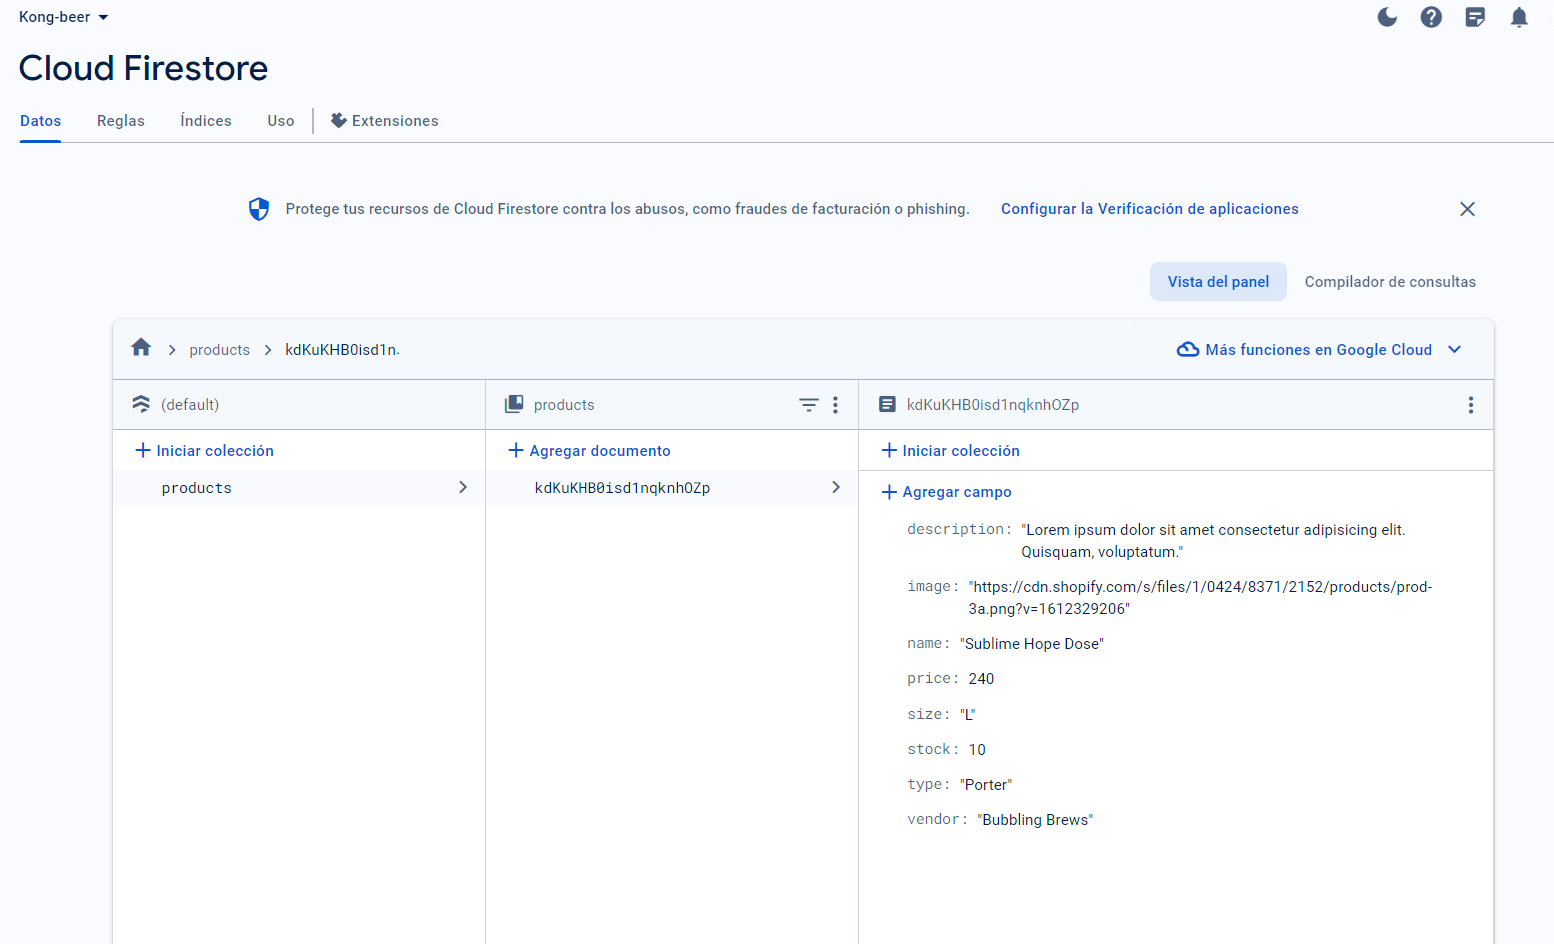 Kong-beer
Cloud Firestore
Datos Reglas Índices Uso Extensiones
Protege tus recursos de Cloud Firestore contra los abusos, como fraudes de facturación o phishing. Configurar la Verificación de aplicaciones
Vista del panel Compilador de consultas
products kdKuKHB0isd1n. Más funciones en Google Cloud
(default) products kdKuKHB0isd1nqknhOZp
Iniciar colección Agregar documento Iniciar colección
products kdKuKHB0isd1nqknhOZp
Agregar campo
description: "Lorem ipsum dolor sit amet consectetur adipisicing elit.
Quisquam, voluptatum."
image: "https://cdn.shopify.com/s/files/1/0424/8371/2152/products/prod-
3a.png?v=1612329206"
name: "Sublime Hope Dose"
price: 240
size: "L"
stock: 10
type: "Porter"
vendor: "Bubbling Brews"